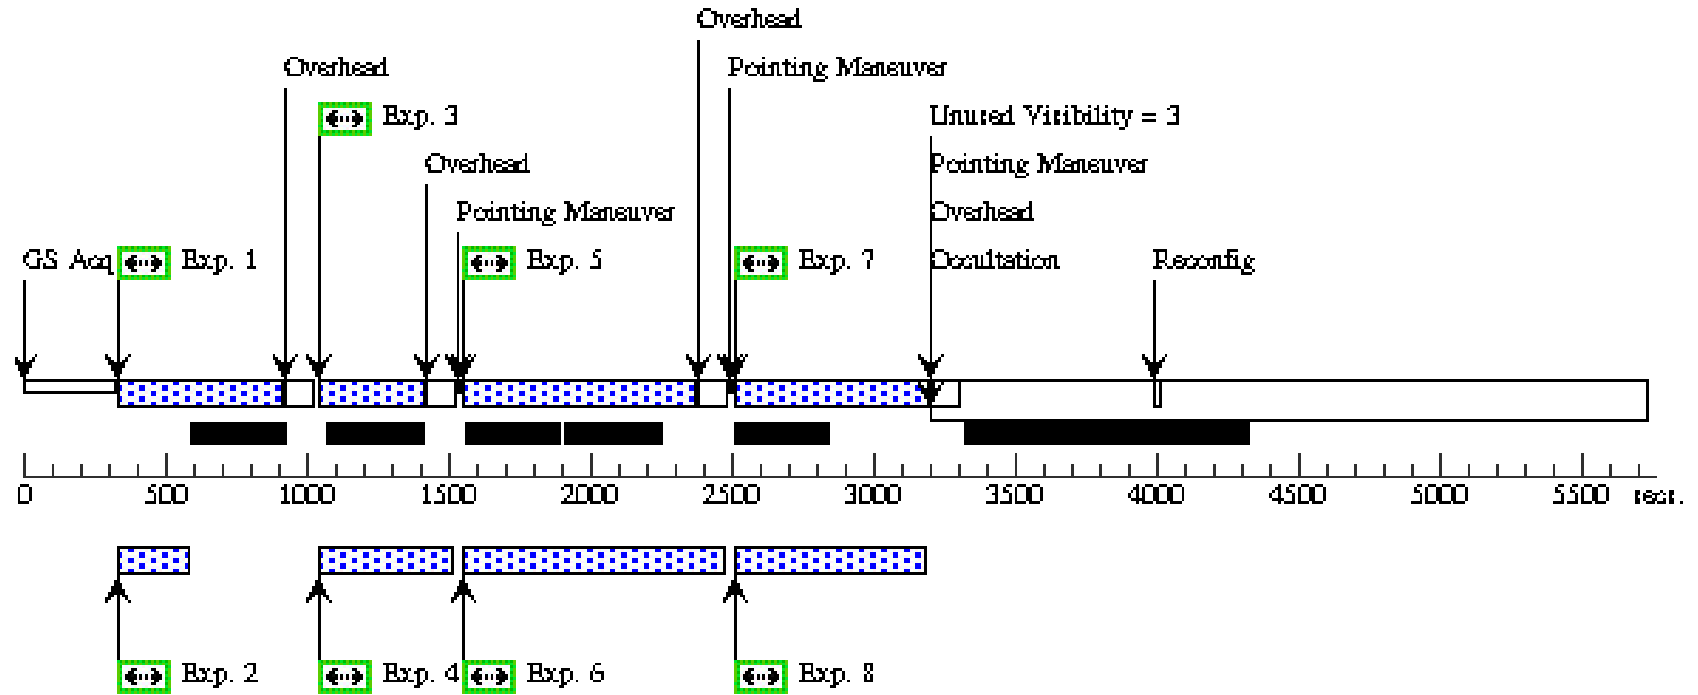 Overhead
Overhead
Pointing Maneuver
Exp. 3
Unused Visibility = 3
Overhead
Pointing Maneuver
Pointing Maneuver
Overhead
GS Acq
Exp. 1
Exp. 5
Exp. 7
Occultation
Reconfig
0 500 1000 1500 2000 2500 3000 3500 4000 4500 5000 5500 secs.
Exp. 2
Exp. 4
Exp. 6
Exp. 8